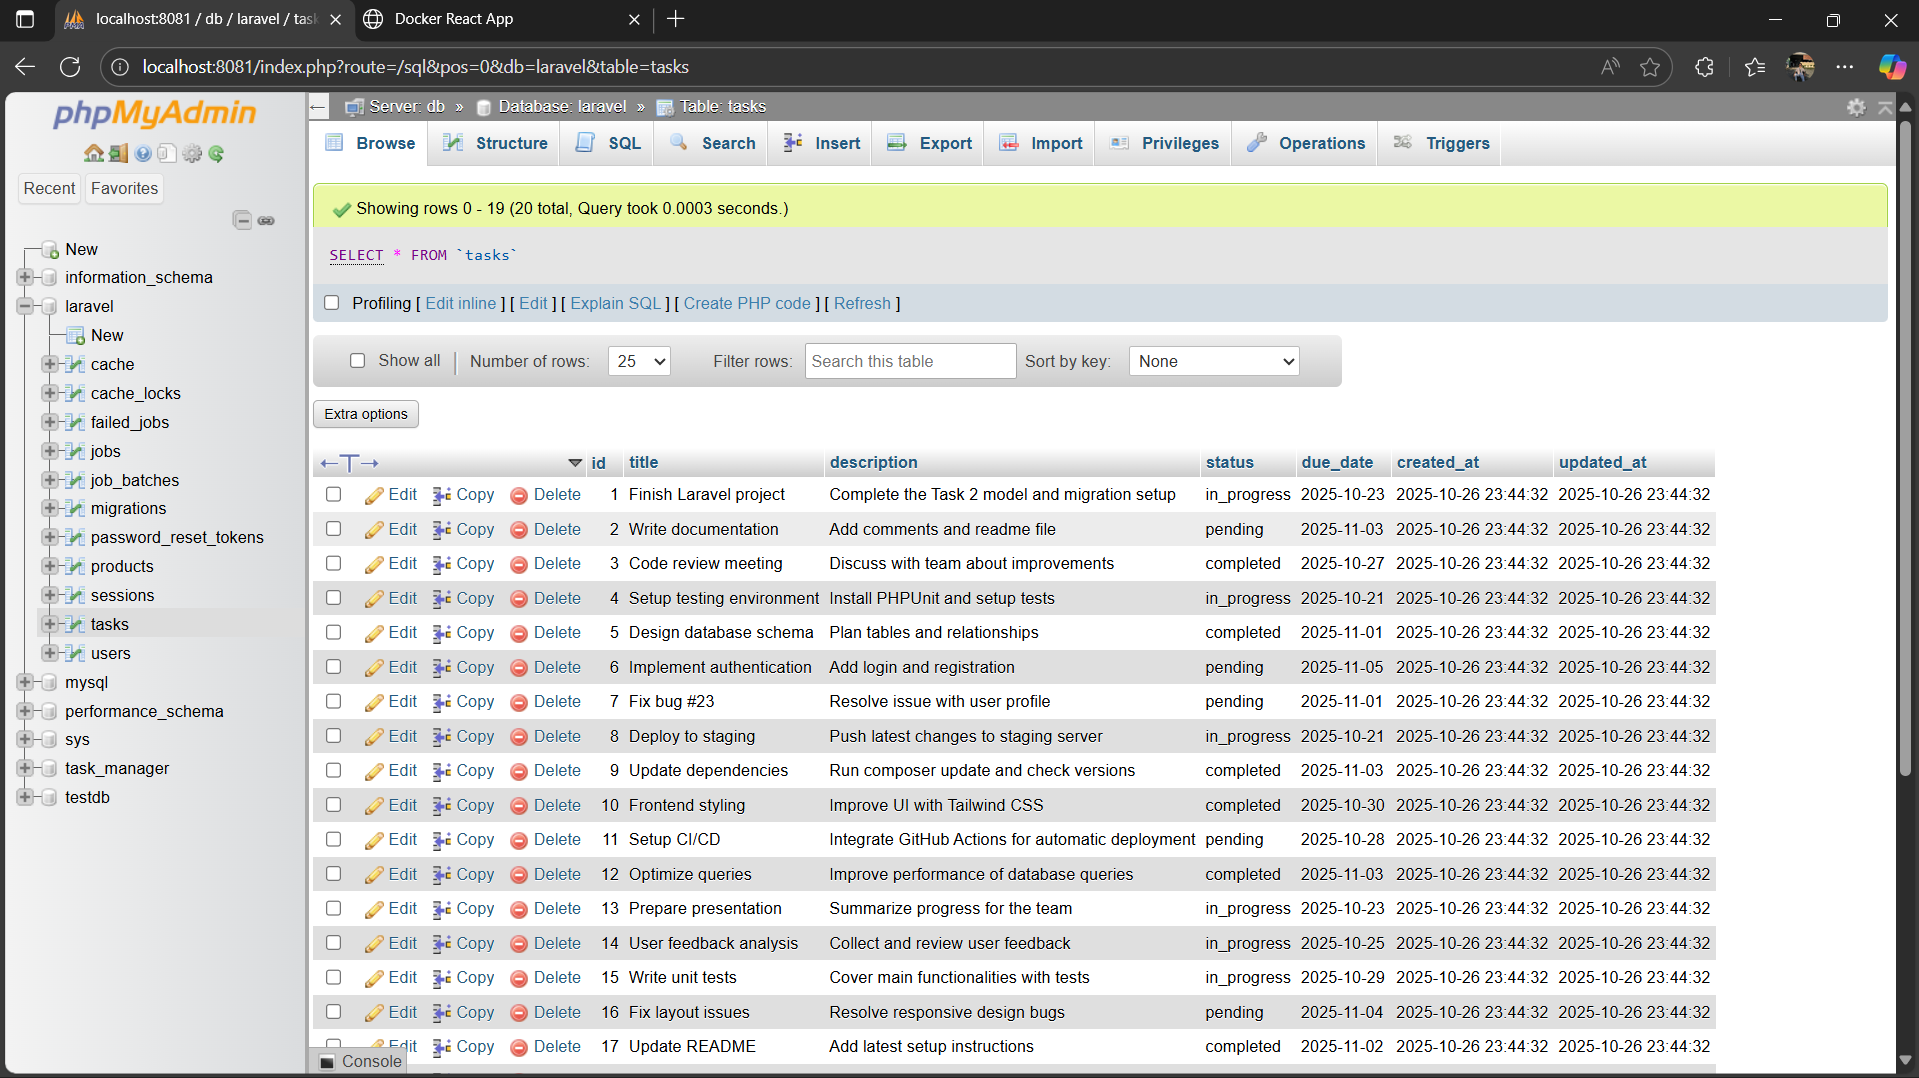 localhost:8081 / db / laravel / task
Docker React App
localhost:8081/index.php?route=/sql&pos=0&db=laravel&table=tasks
phpMyAdmin
Recent Favorites
New
information_schema
laravel
New
cache
cache_locks
failed_jobs
jobs
job_batches
migrations
password_reset_tokens
products
sessions
tasks
users
mysql
performance_schema
sys
task_manager
testdb
Server: db » Database: laravel » Table: tasks
Browse Structure SQL Search Insert Export Import Privileges Operations Triggers
Showing rows 0 - 19 (20 total, Query took 0.0003 seconds.)
SELECT * FROM `tasks`
Profiling [ Edit inline ] [ Edit ] [ Explain SQL ] [ Create PHP code ] [ Refresh ]
Show all Number of rows: 25 Filter rows: Search this table Sort by key: None
Extra options
id title description status due_date created_at updated_at
Edit Copy Delete 1 Finish Laravel project Complete the Task 2 model and migration setup in_progress 2025-10-23 2025-10-26 23:44:32 2025-10-26 23:44:32
Edit Copy Delete 2 Write documentation Add comments and readme file pending 2025-11-03 2025-10-26 23:44:32 2025-10-26 23:44:32
Edit Copy Delete 3 Code review meeting Discuss with team about improvements completed 2025-10-27 2025-10-26 23:44:32 2025-10-26 23:44:32
Edit Copy Delete 4 Setup testing environment Install PHPUnit and setup tests in_progress 2025-10-21 2025-10-26 23:44:32 2025-10-26 23:44:32
Edit Copy Delete 5 Design database schema Plan tables and relationships completed 2025-11-01 2025-10-26 23:44:32 2025-10-26 23:44:32
Edit Copy Delete 6 Implement authentication Add login and registration pending 2025-11-05 2025-10-26 23:44:32 2025-10-26 23:44:32
Edit Copy Delete 7 Fix bug #23 Resolve issue with user profile pending 2025-11-01 2025-10-26 23:44:32 2025-10-26 23:44:32
Edit Copy Delete 8 Deploy to staging Push latest changes to staging server in_progress 2025-10-21 2025-10-26 23:44:32 2025-10-26 23:44:32
Edit Copy Delete 9 Update dependencies Run composer update and check versions completed 2025-11-03 2025-10-26 23:44:32 2025-10-26 23:44:32
Edit Copy Delete 10 Frontend styling Improve UI with Tailwind CSS completed 2025-10-30 2025-10-26 23:44:32 2025-10-26 23:44:32
Edit Copy Delete 11 Setup CI/CD Integrate GitHub Actions for automatic deployment pending 2025-10-28 2025-10-26 23:44:32 2025-10-26 23:44:32
Edit Copy Delete 12 Optimize queries Improve performance of database queries completed 2025-11-03 2025-10-26 23:44:32 2025-10-26 23:44:32
Edit Copy Delete 13 Prepare presentation Summarize progress for the team in_progress 2025-10-23 2025-10-26 23:44:32 2025-10-26 23:44:32
Edit Copy Delete 14 User feedback analysis Collect and review user feedback in_progress 2025-10-25 2025-10-26 23:44:32 2025-10-26 23:44:32
Edit Copy Delete 15 Write unit tests Cover main functionalities with tests in_progress 2025-10-29 2025-10-26 23:44:32 2025-10-26 23:44:32
Edit Copy Delete 16 Fix layout issues Resolve responsive design bugs pending 2025-11-04 2025-10-26 23:44:32 2025-10-26 23:44:32
Edit Copy Delete 17 Update README Add latest setup instructions completed 2025-11-02 2025-10-26 23:44:32 2025-10-26 23:44:32
Console